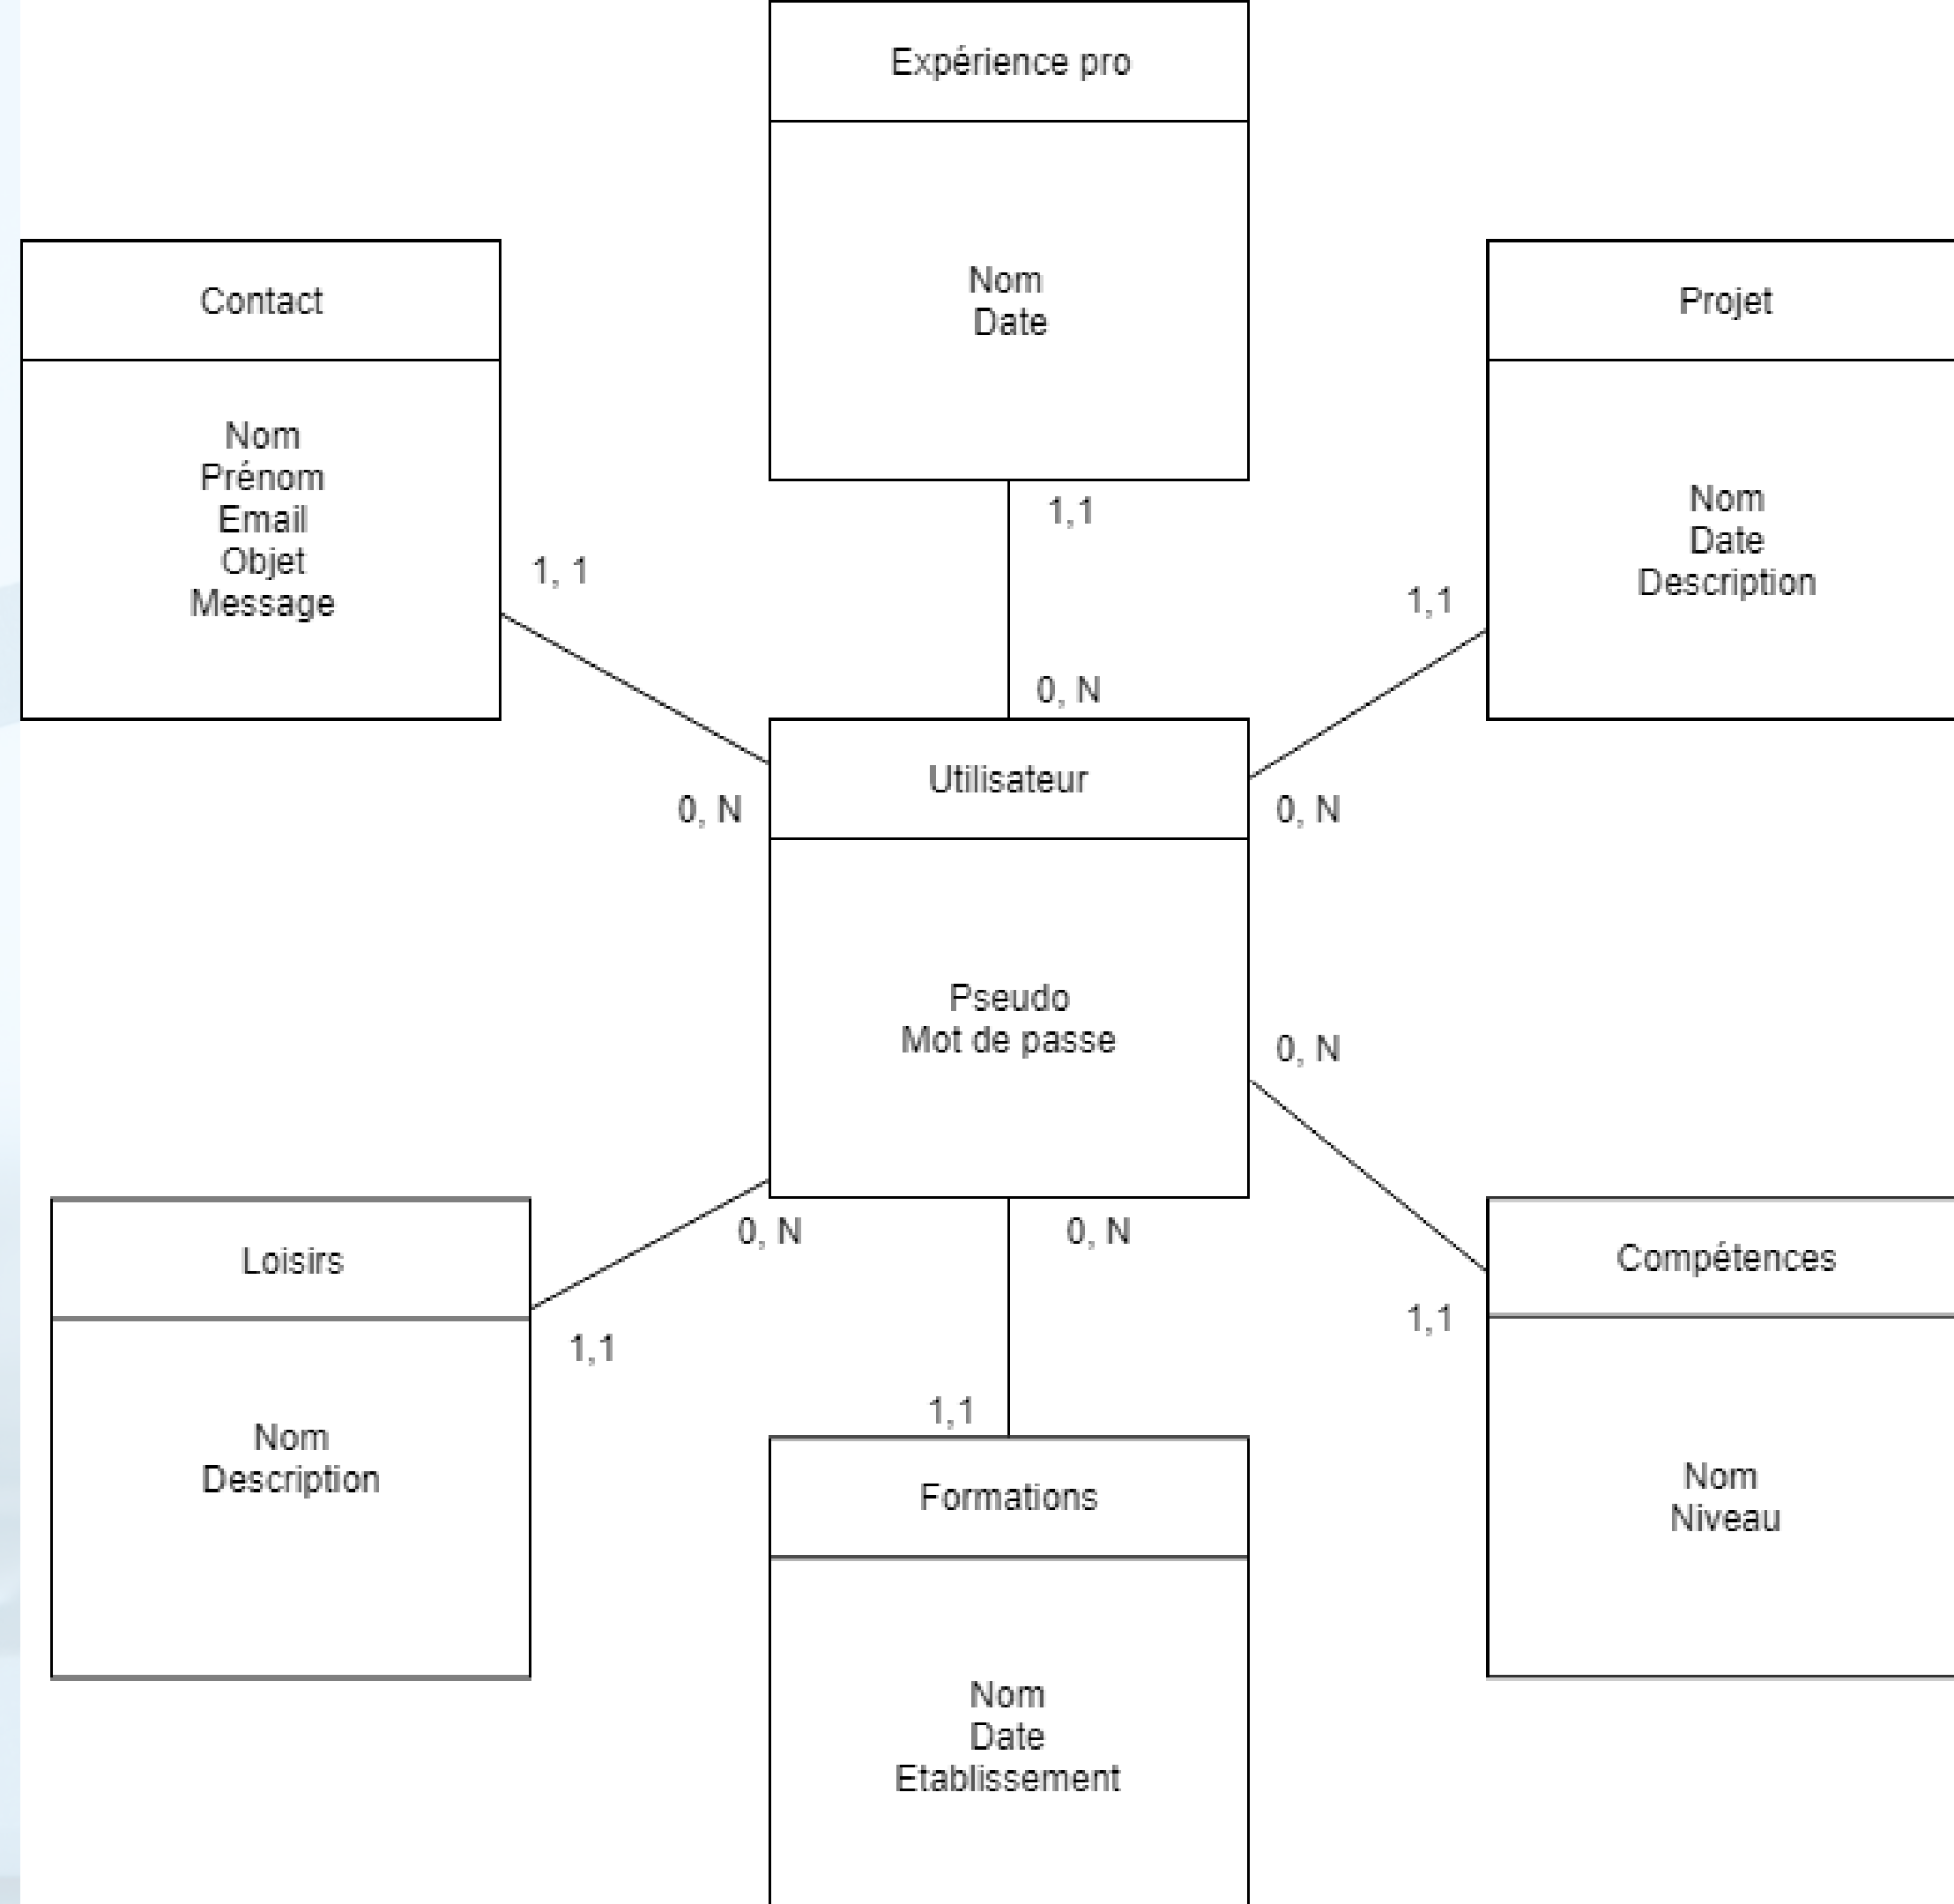 Expérience pro
Nom
Date
1,1
0, N
Contact
Nom
Prénom
Email
Objet
Message
1, 1
0, N
Projet
Nom
Date
Description
1,1
0, N
Utilisateur
Pseudo
Mot de passe
0, N
0, N
0, N
Loisirs
1,1
Nom
Description
Compétences
1,1
Nom
Niveau
1,1
Formations
Nom
Date
Etablissement